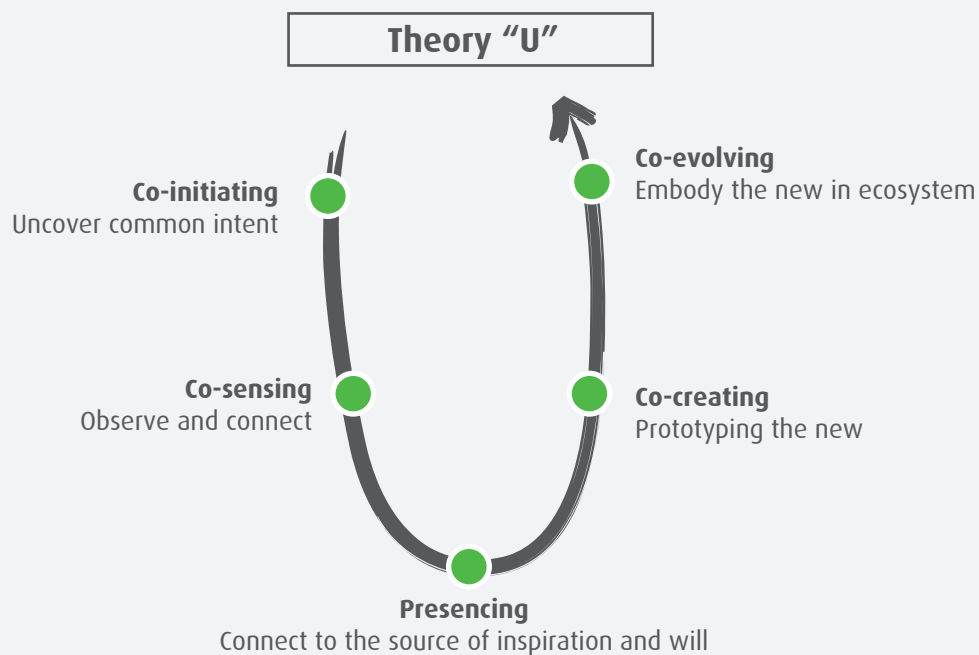 Theory “U”
Co-initiating
Uncover common intent
Co-sensing
Observe and connect
Presencing
Connect to the source of inspiration and will
Co-creating
Prototyping the new
Co-evolving
Embody the new in ecosystem